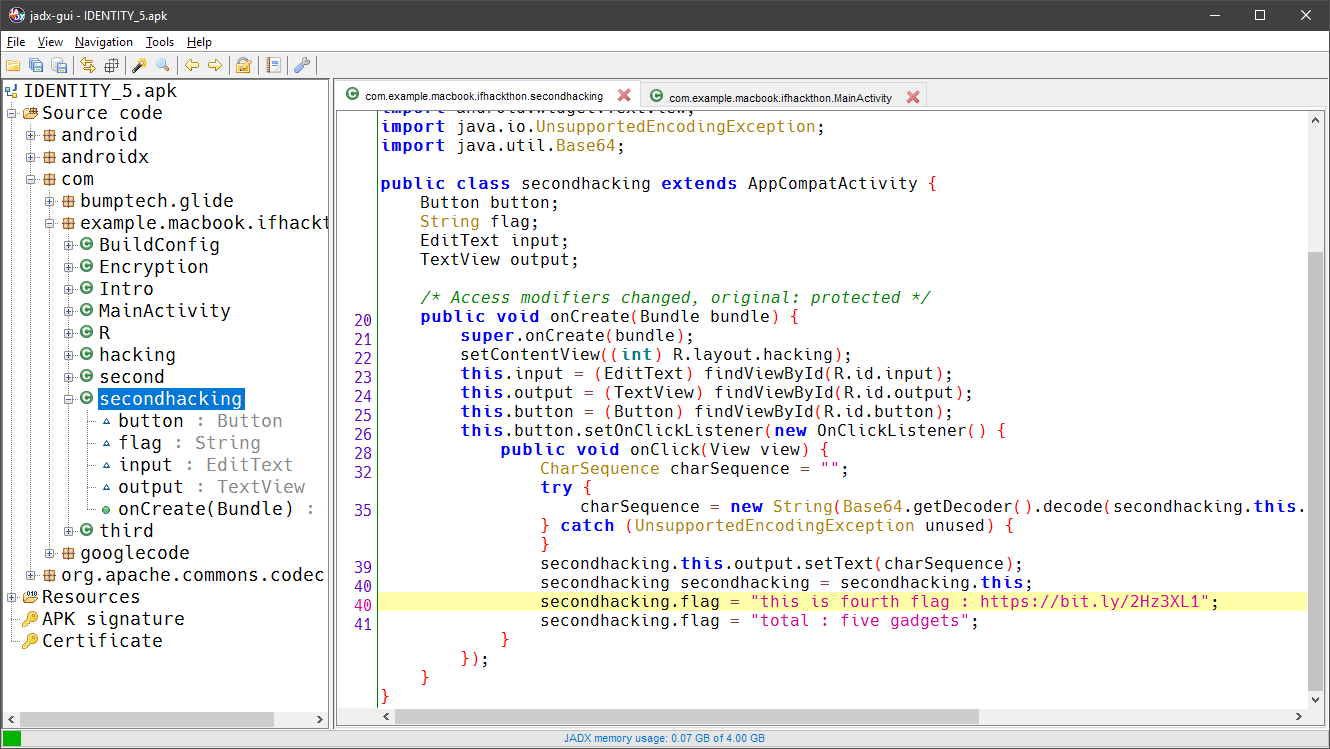 jadx-gui - IDENTITY_5.apk
File View Navigation Tools Help
IDENTITY_5.apk
Source code
android
androidx
com
bumptech.glide
example.macbook.ifhackt
BuildConfig
Encryption
Intro
MainActivity
R
hacking
second
secondhacking
button : Button
flag : String
input : EditText
output : TextView
onCreate(Bundle) :
third
googlecode
org.apache.commons.codec
Resources
APK signature
Certificate
com.example.macbook.ifhackthon.secondhacking
com.example.macbook.ifhackthon.MainActivity
import android.widget.TextView;
import java.io.UnsupportedEncodingException;
import java.util.Base64;
public class secondhacking extends AppCompatActivity {
Button button;
String flag;
EditText input;
TextView output;
/* Access modifiers changed, original: protected */
20 public void onCreate(Bundle bundle) {
21 super.onCreate(bundle);
22 setContentView((int) R.layout.hacking);
23 this.input = (EditText) findViewById(R.id.input);
24 this.output = (TextView) findViewById(R.id.output);
25 this.button = (Button) findViewById(R.id.button);
26 this.button.setOnClickListener(new OnClickListener() {
28 public void onClick(View view) {
32 CharSequence charSequence = "";
try {
35 charSequence = new String(Base64.getDecoder().decode(secondhacking.this.
} catch (UnsupportedEncodingException unused) {
}
39 secondhacking.this.output.setText(charSequence);
40 secondhacking secondhacking = secondhacking.this;
40 secondhacking.flag = "this is fourth flag : https://bit.ly/2Hz3XL1";
41 secondhacking.flag = "total : five gadgets";
}
});
}
}
JADX memory usage: 0.07 GB of 4.00 GB